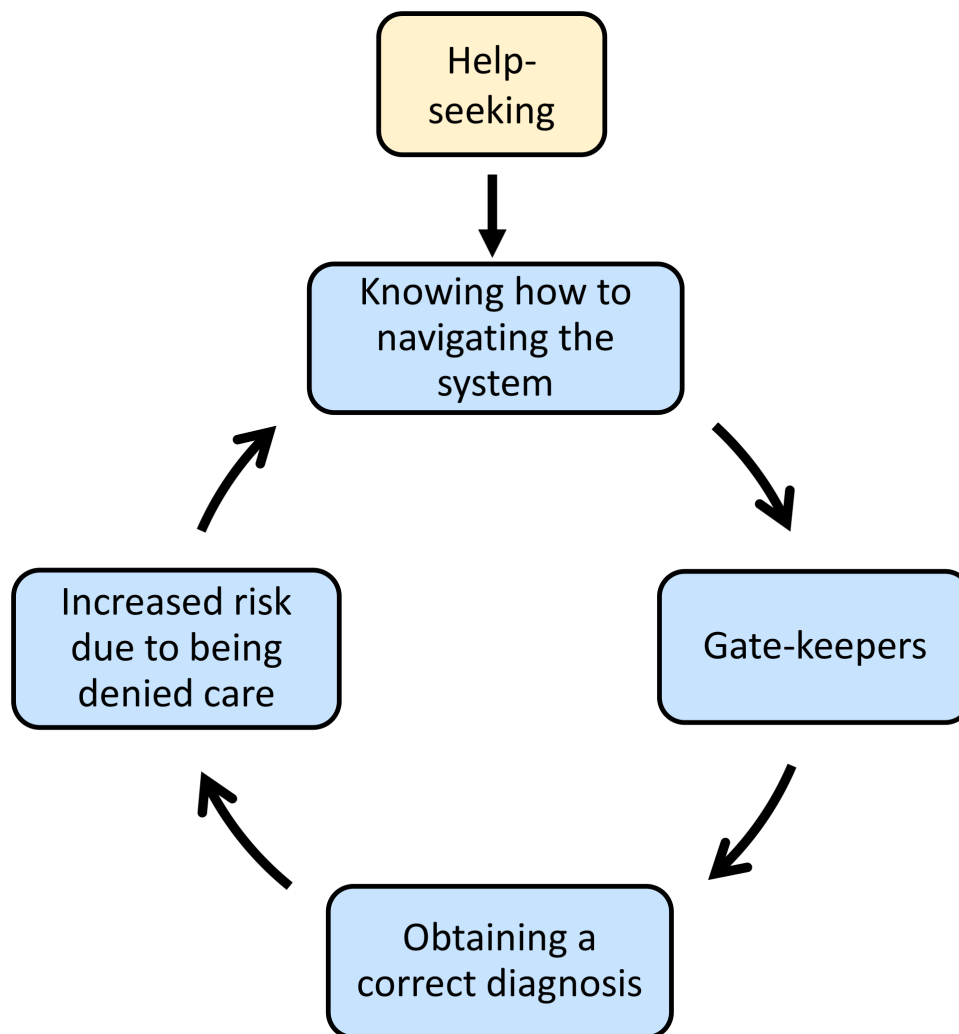 Help-
seeking
Knowing how to
navigating the
system
Increased risk
due to being
denied care
Gate-keepers
Obtaining a
correct diagnosis